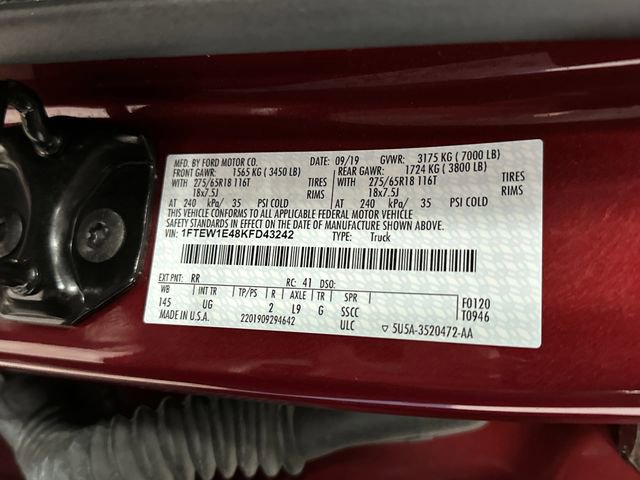 MFD. BY FORD MOTOR CO. DATE: 09/19 GVWR: 3175 KG ( 7000 LB)
FRONT GAWR: 1565 KG ( 3450 LB) REAR GAWR: 1724 KG ( 3800 LB)
WITH 275/65R18 116T TIRES WITH 275/65R18 116T TIRES
18x7.5J RIMS 18x7.5J RIMS
AT 240 kPa/ 35 PSI COLD AT 240 kPa/ 35 PSI COLD
THIS VEHICLE CONFORMS TO ALL APPLICABLE FEDERAL MOTOR VEHICLE
SAFETY STANDARDS IN EFFECT ON THE DATE OF MANUFACTURE SHOWN ABOVE.
VIN: 1FTEW1E48KFD43242 TYPE: Truck
EXT PNT: RR RC: 41 DSO:
WB INT TR TP/PS R AXLE TR SPR F0120
145 UG 2 L9 G SSCC T0946
MADE IN U.S.A. 2201909294642 ULC ▽ 5U5A-3520472-AA